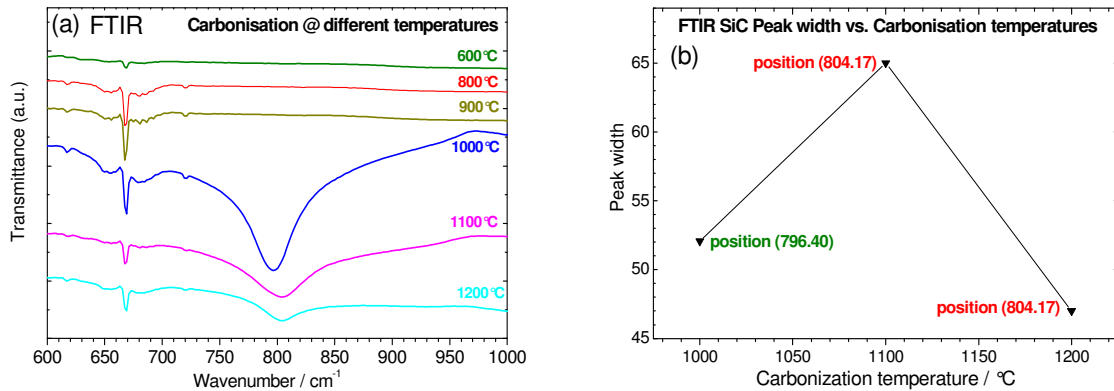 (a) FTIR Carbonisation @ different temperatures
600°C
800°C
900°C
1000°C
1100°C
1200°C
Transmittance (a.u.)
600 650 700 750 800 850 900 950 1000
Wavenumber / cm-1
FTIR SiC Peak width vs. Carbonisation temperatures
(b)
position (804.17)
position (796.40)
position (804.17)
65
60
55
50
45
Peak width
1000 1050 1100 1150 1200
Carbonization temperature / °C